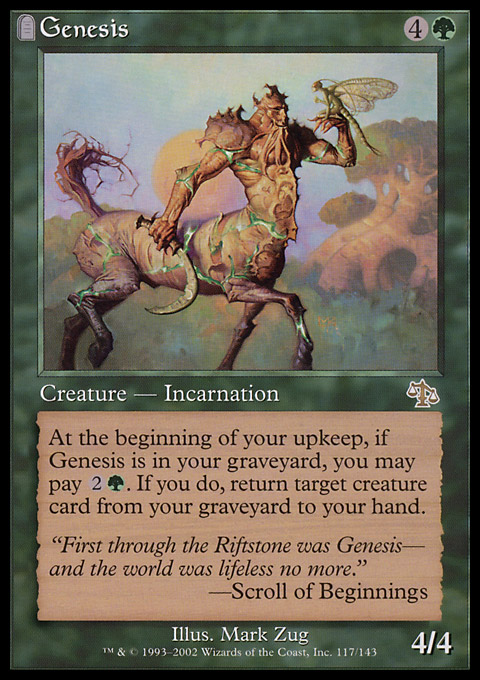 Genesis 4
Creature — Incarnation
At the beginning of your upkeep, if
Genesis is in your graveyard, you may
pay 2 . If you do, return target creature
card from your graveyard to your hand.
“First through the Riftstone was Genesis—
and the world was lifeless no more.”
—Scroll of Beginnings
Illus. Mark Zug
™ & © 1993–2002 Wizards of the Coast, Inc. 117/143
4/4